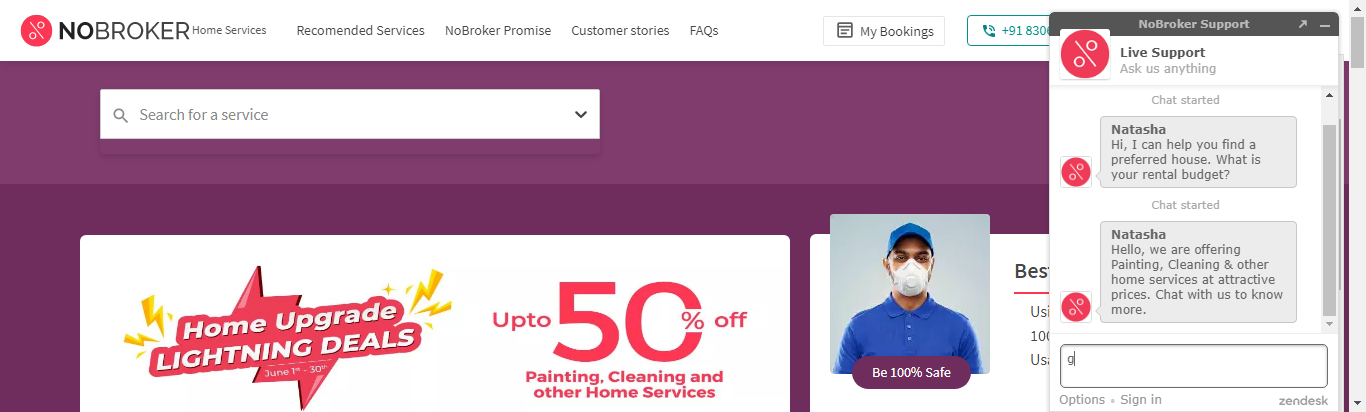 NOBROKER Home Services
Recomended Services
NoBroker Promise
Customer stories
FAQs
My Bookings
+91 830
Search for a service
Home Upgrade
LIGHTNING DEALS
June 1st - 30th
Upto 50% off
Painting, Cleaning and
other Home Services
Be 100% Safe
Bes
Usi
100
Usa
NoBroker Support
Live Support
Ask us anything
Chat started
Natasha
Hi, I can help you find a
preferred house. What is
your rental budget?
Chat started
Natasha
Hello, we are offering
Painting, Cleaning & other
home services at attractive
prices. Chat with us to know
more.
g
Options • Sign in
zendesk